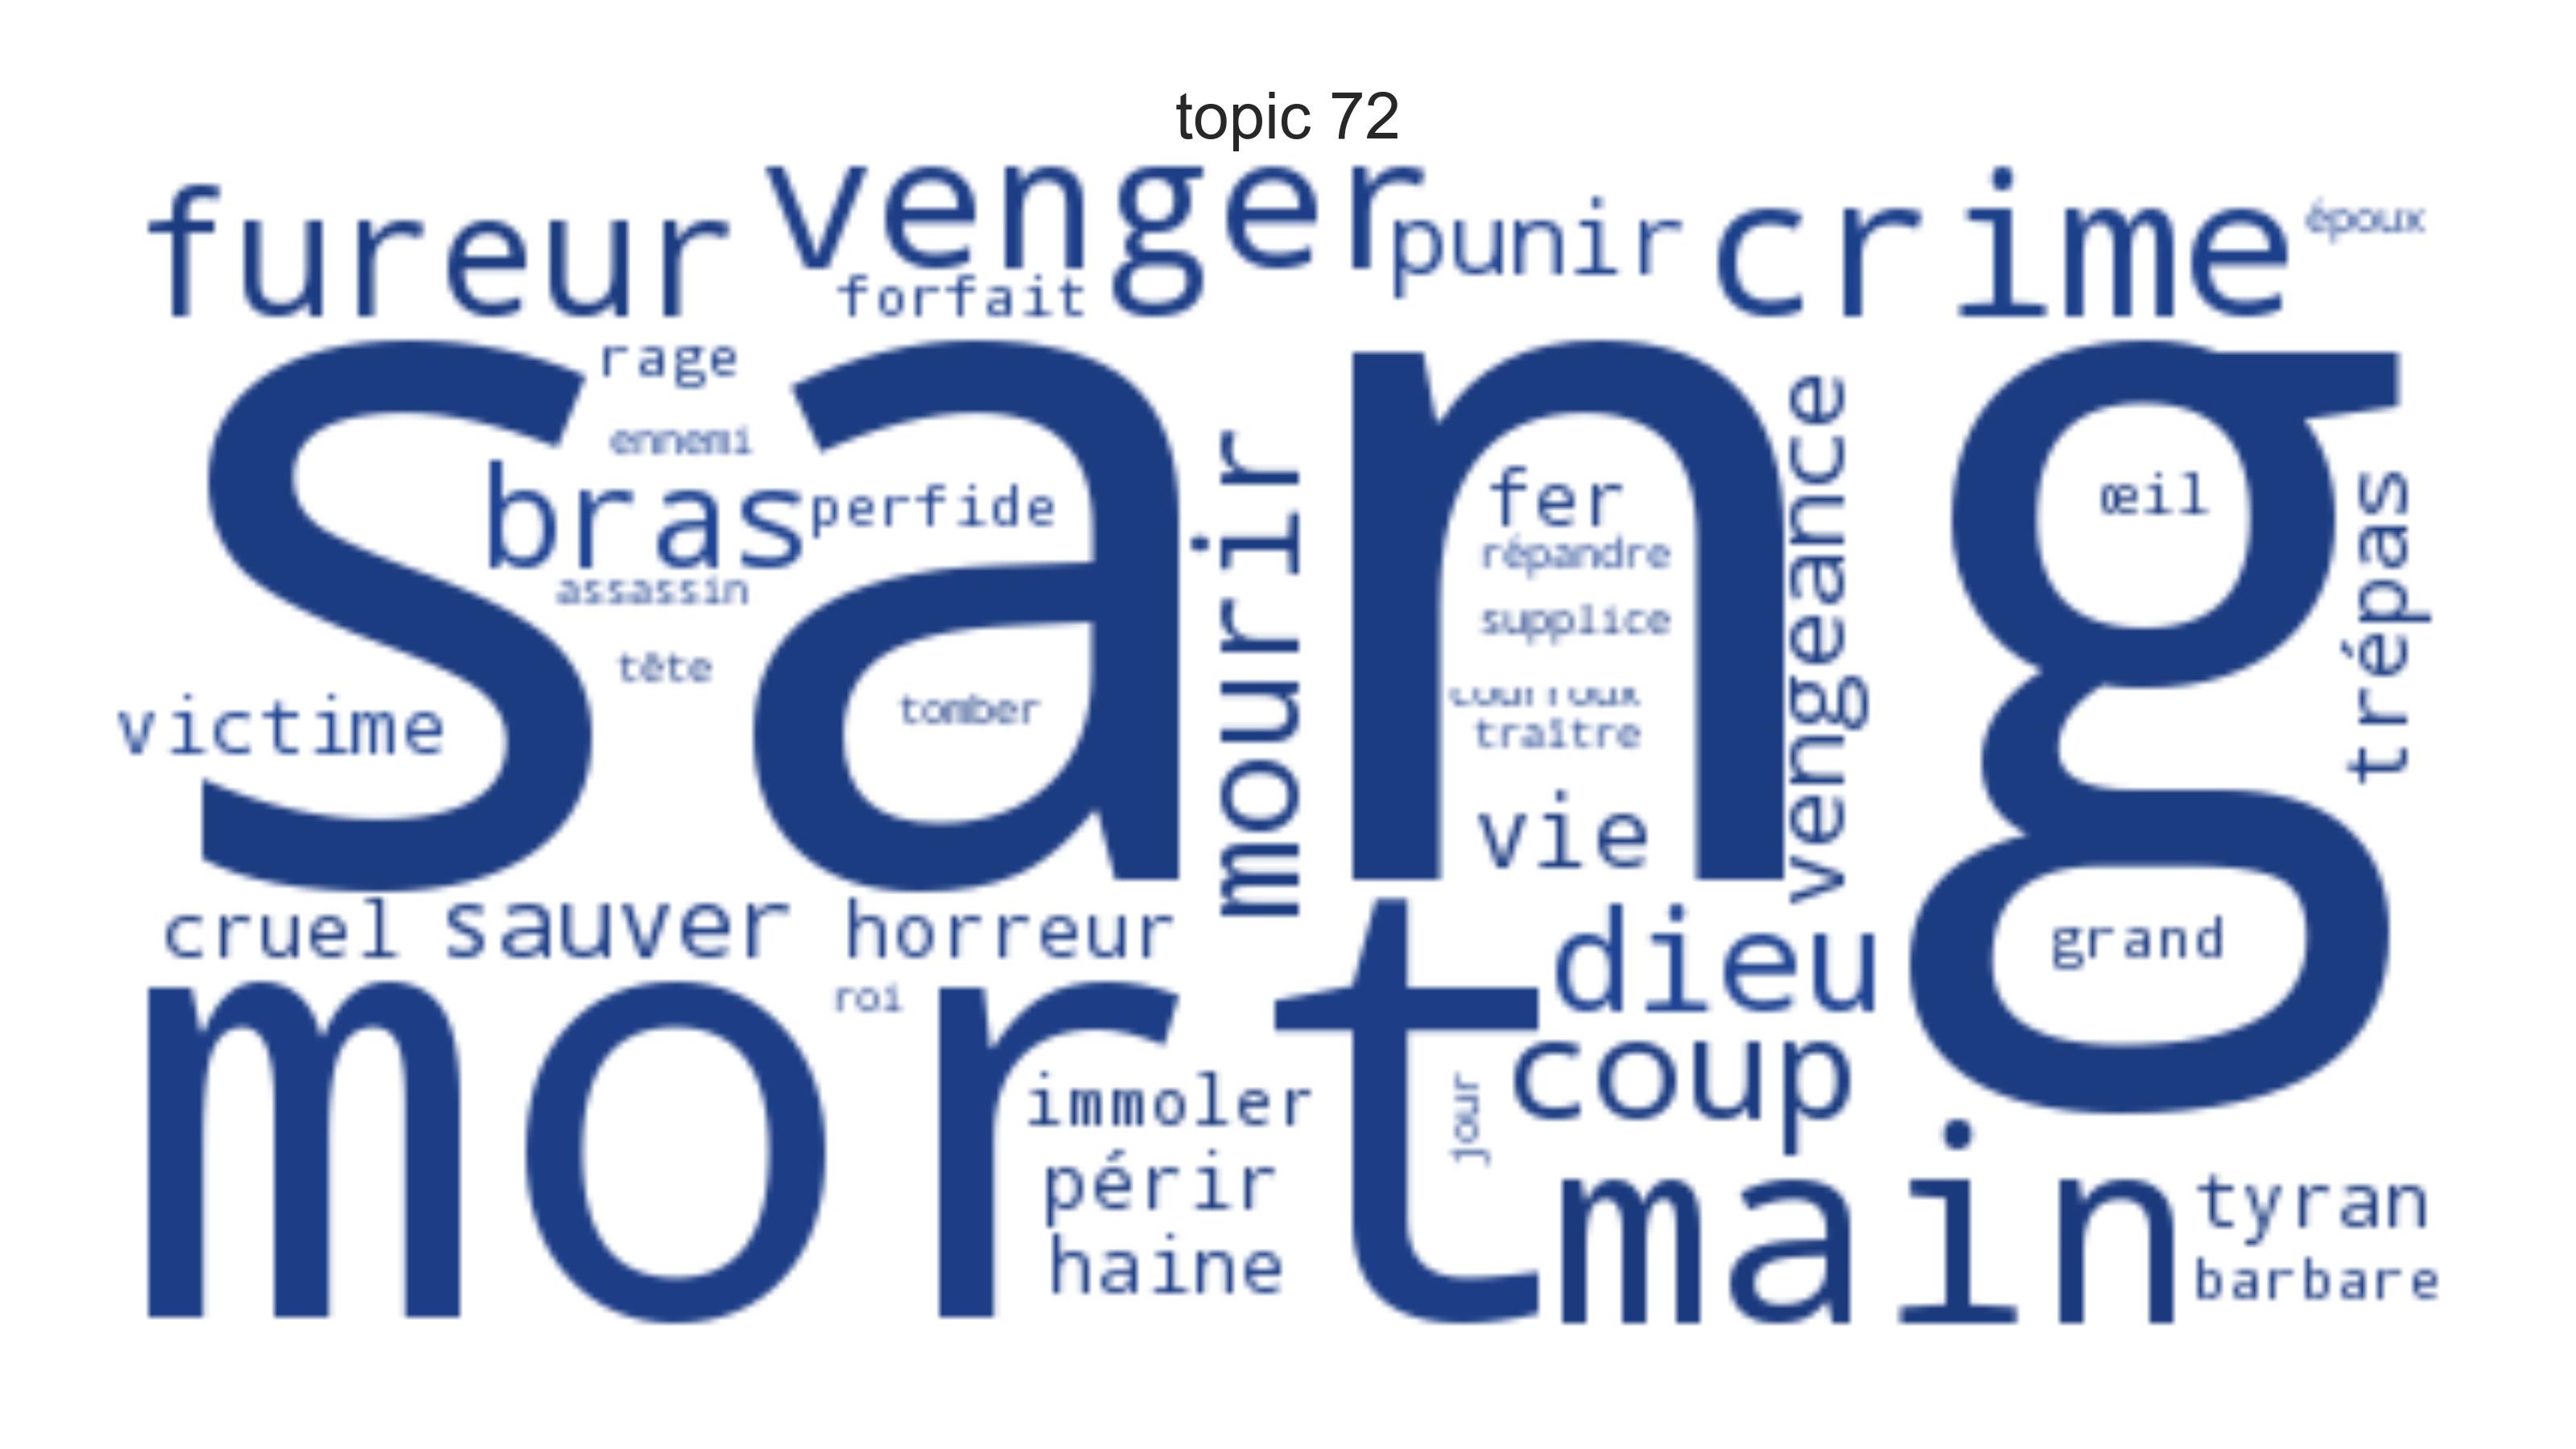 topic 72
fureur
venger
punir
crime
époux
forfait
sang
rage
ennemi
bras
perfide
assassin
tête
victime
tomber
mourir
fer
répandre
supplice
courroux
traître
vie
vengeance
œil
trépas
grand
cruel
sauver
horreur
mort
roi
immoler
périr
haine
dieu
coup
jour
main
tyran
barbare